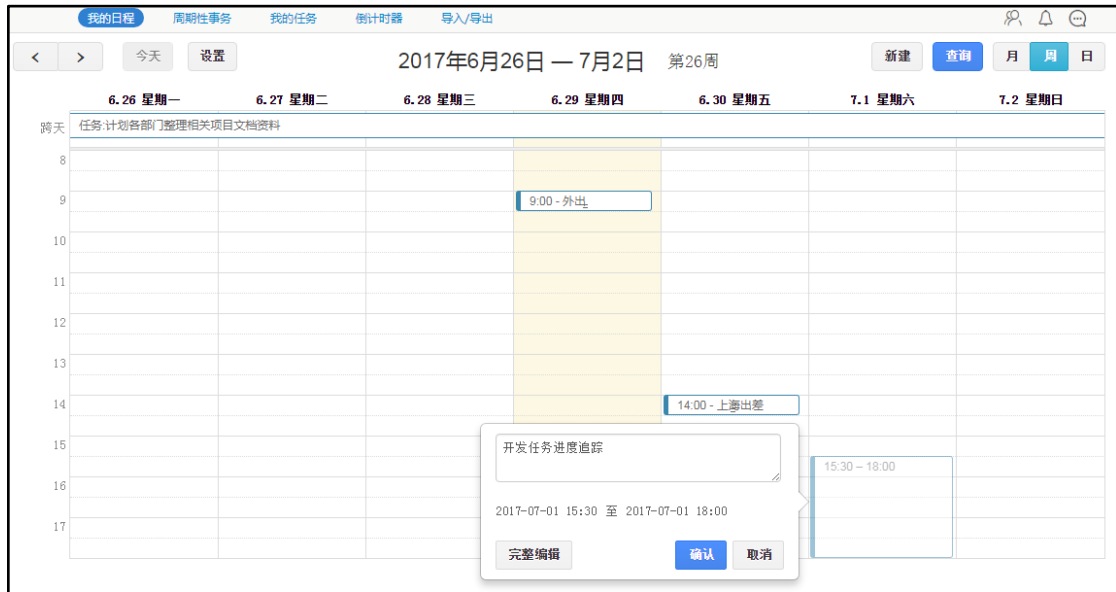 我的日程 周期性事务 我的任务 倒计时器 导入/导出
< > 今天 设置 2017年6月26日 — 7月2日 第26周 新建 查询 月 周 日
6.26 星期一 6.27 星期二 6.28 星期三 6.29 星期四 6.30 星期五 7.1 星期六 7.2 星期日
跨天 任务:计划各部门整理相关项目文档资料
8
9 9:00 - 外出
10
11
12
13
14 14:00 - 上海出差
15
开发任务进度追踪
15:30 – 18:00
16
2017-07-01 15:30 至 2017-07-01 18:00
17
完整编辑 确认 取消